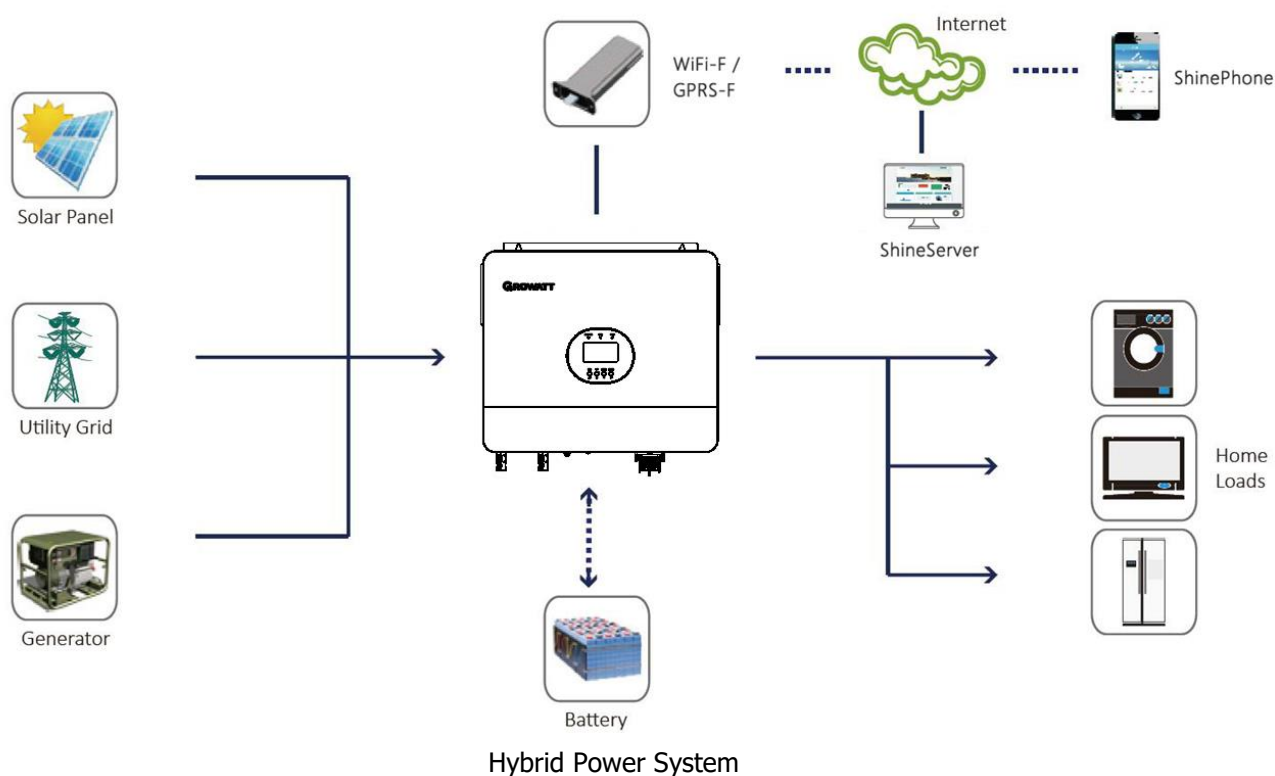 Internet
WiFi-F /
GPRS-F
ShinePhone
Solar Panel
ShineServer
GROWATT
Utility Grid
Home
Loads
Generator
Battery
Hybrid Power System